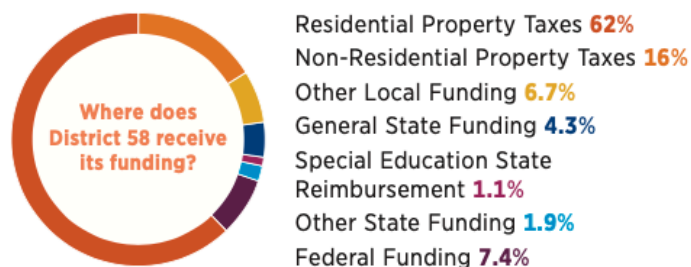 Where does
District 58 receive
its funding?
Residential Property Taxes 62%
Non-Residential Property Taxes 16%
Other Local Funding 6.7%
General State Funding 4.3%
Special Education State
Reimbursement 1.1%
Other State Funding 1.9%
Federal Funding 7.4%